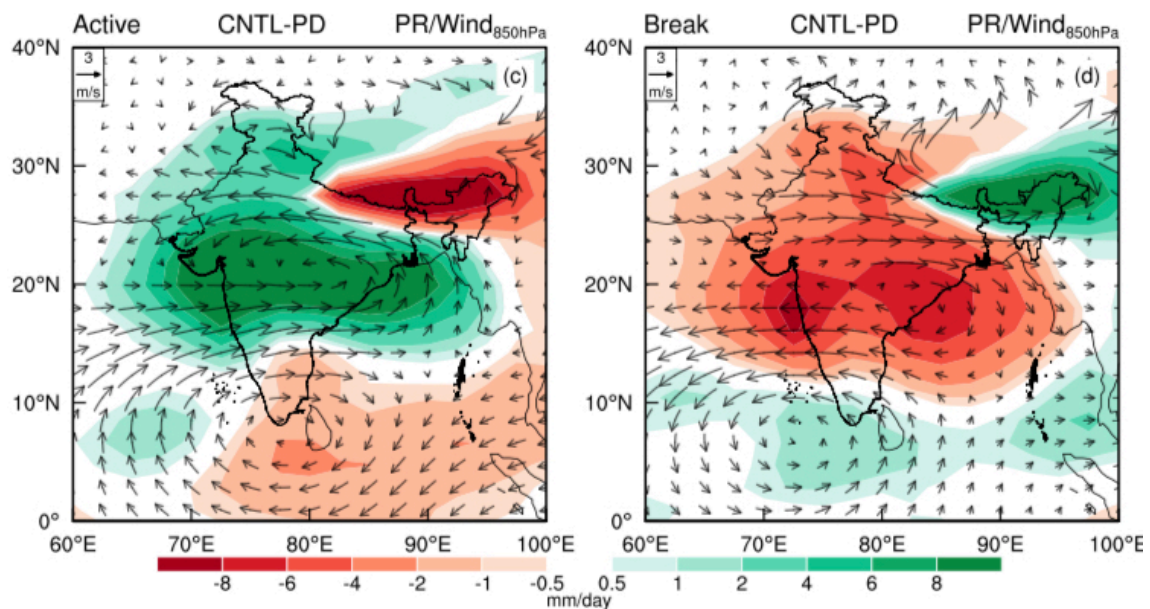 Active CNTL-PD PR/Wind850hPa Break CNTL-PD PR/Wind850hPa
40°N 40°N
3 (c) 3 (d)
m/s m/s
30°N 30°N
20°N 20°N
10°N 10°N
0° 0°
60°E 70°E 80°E 90°E 100°E 60°E 70°E 80°E 90°E 100°E
-8 -6 -4 -2 -1 -0.5 0.5 1 2 4 6 8
mm/day